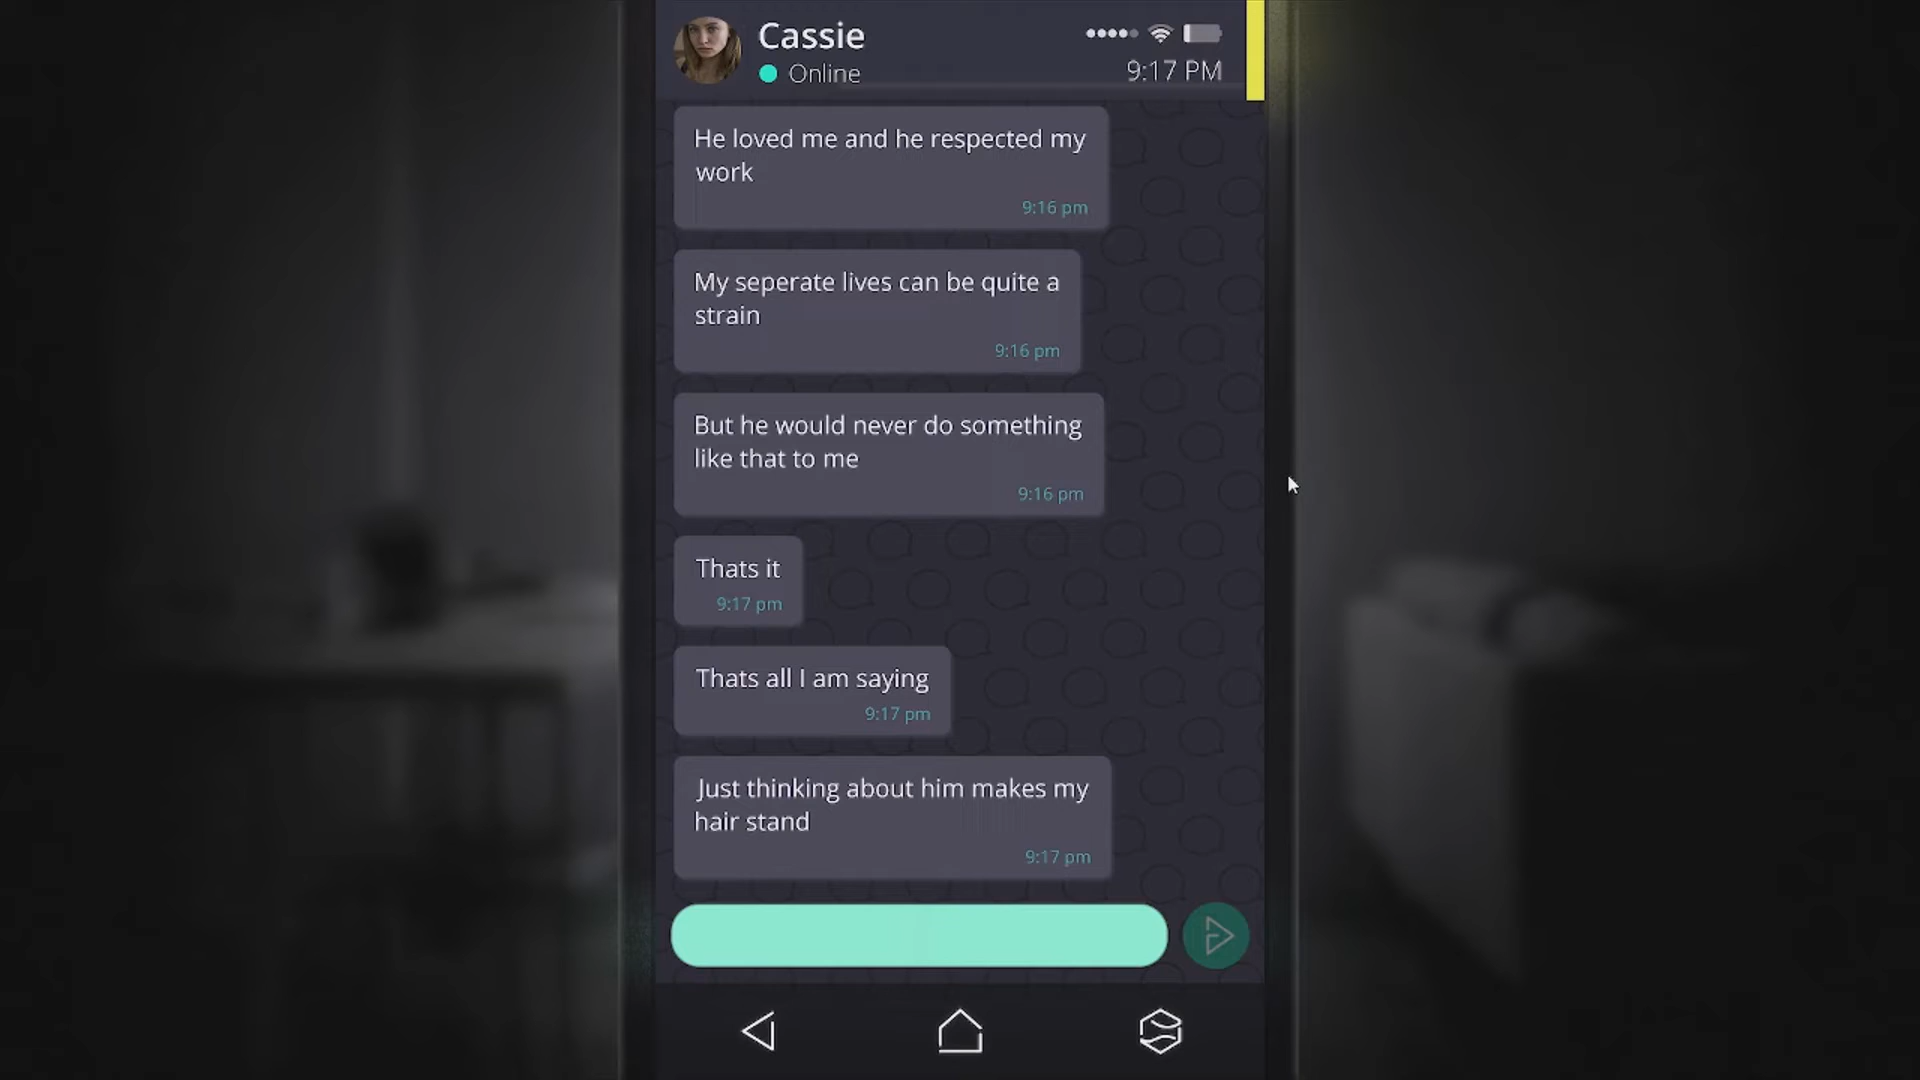 Cassie
Online
9:17 PM
He loved me and he respected my
work
9:16 pm
My seperate lives can be quite a
strain
9:16 pm
But he would never do something
like that to me
9:16 pm
Thats it
9:17 pm
Thats all I am saying
9:17 pm
Just thinking about him makes my
hair stand
9:17 pm